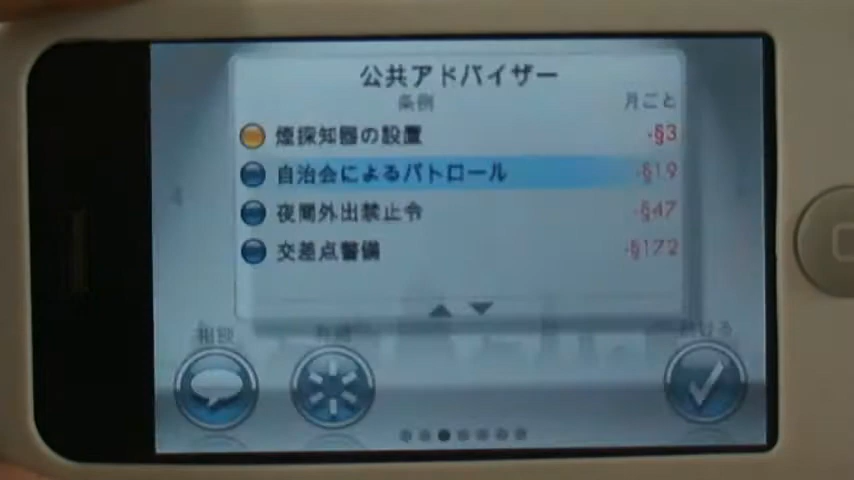 公共アドバイザー
条例 月ごと
煙探知器の設置 -§3
自治会によるパトロール -§19
夜間外出禁止令 -§47
交差点警備 -§172
相談